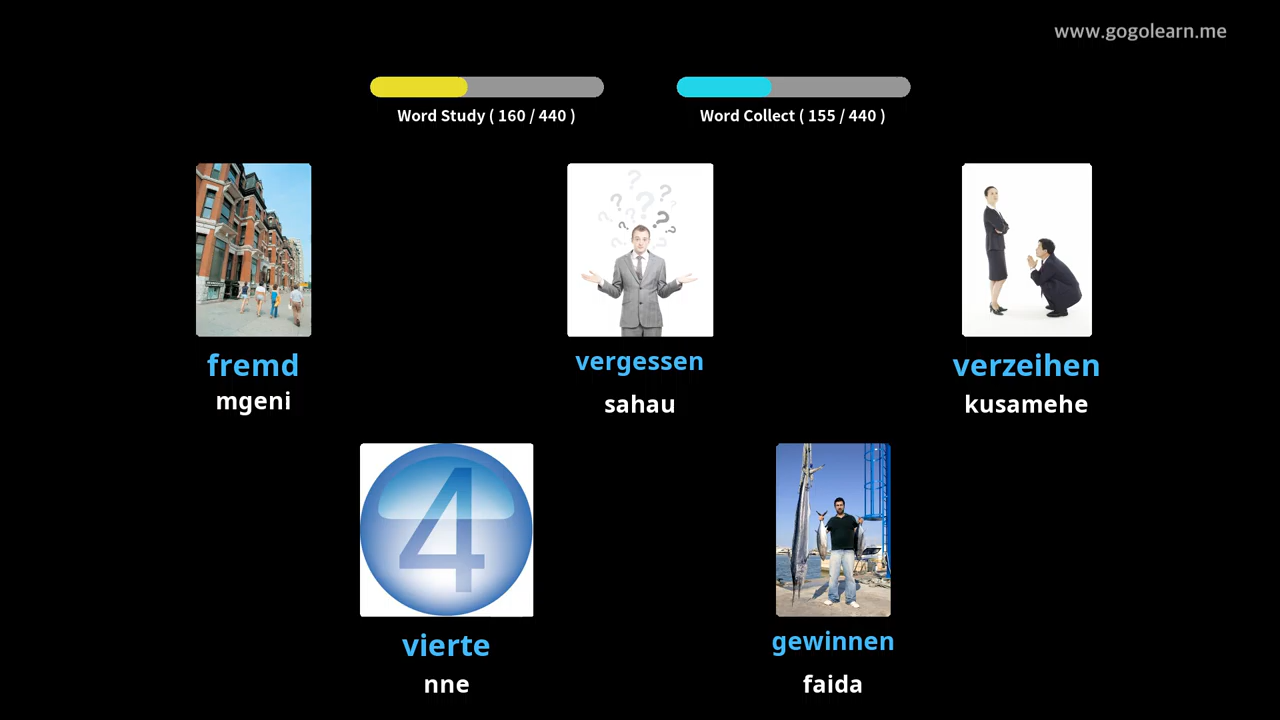 www.gogolearn.me
Word Study ( 160 / 440 )
Word Collect ( 155 / 440 )
fremd
mgeni
vergessen
sahau
verzeihen
kusamehe
4
vierte
nne
gewinnen
faida